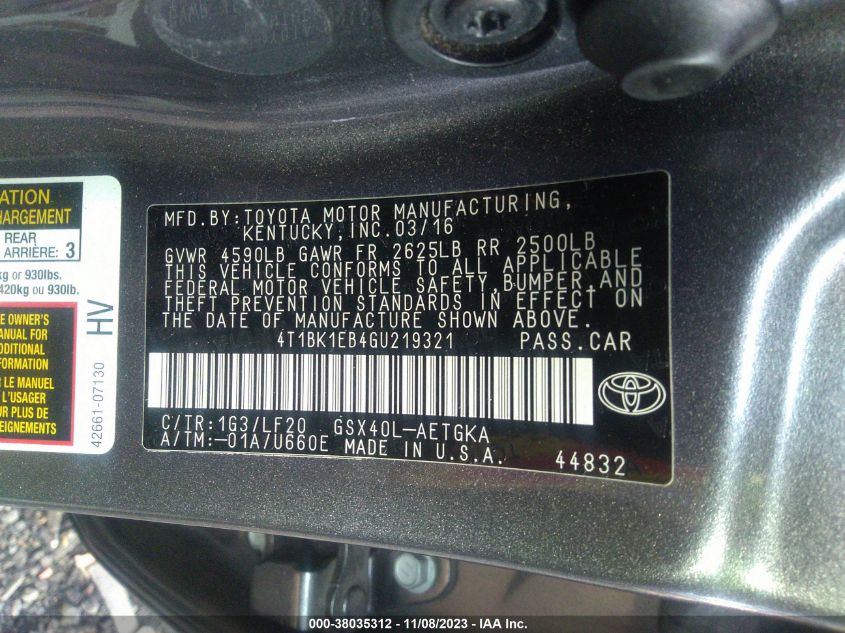 ATION
HARGEMENT
REAR
ARRIÈRE: 3
kg or 930lbs.
420kg ou 930lb.
E OWNER'S
ANUAL FOR
DDITIONAL
FORMATION
LE MANUEL
L'USAGER
UR PLUS DE
HV
42661-07130
MFD.BY:TOYOTA MOTOR MANUFACTURING,
KENTUCKY,INC.03/16
GVWR 4590LB GAWR FR 2625LB RR 2500LB
THIS VEHICLE CONFORMS TO ALL APPLICABLE
FEDERAL MOTOR VEHICLE SAFETY,BUMPER,AND
THEFT PREVENTION STANDARDS IN EFFECT ON
THE DATE OF MANUFACTURE SHOWN ABOVE.
4T1BK1EB4GU219321 PASS.CAR
C/TR:1G3/LF20 GSX40L-AETGKA
A/TM:-01A/U660E MADE IN U.S.A. 44832
000-38035312 - 11/08/2023 - IAA Inc.